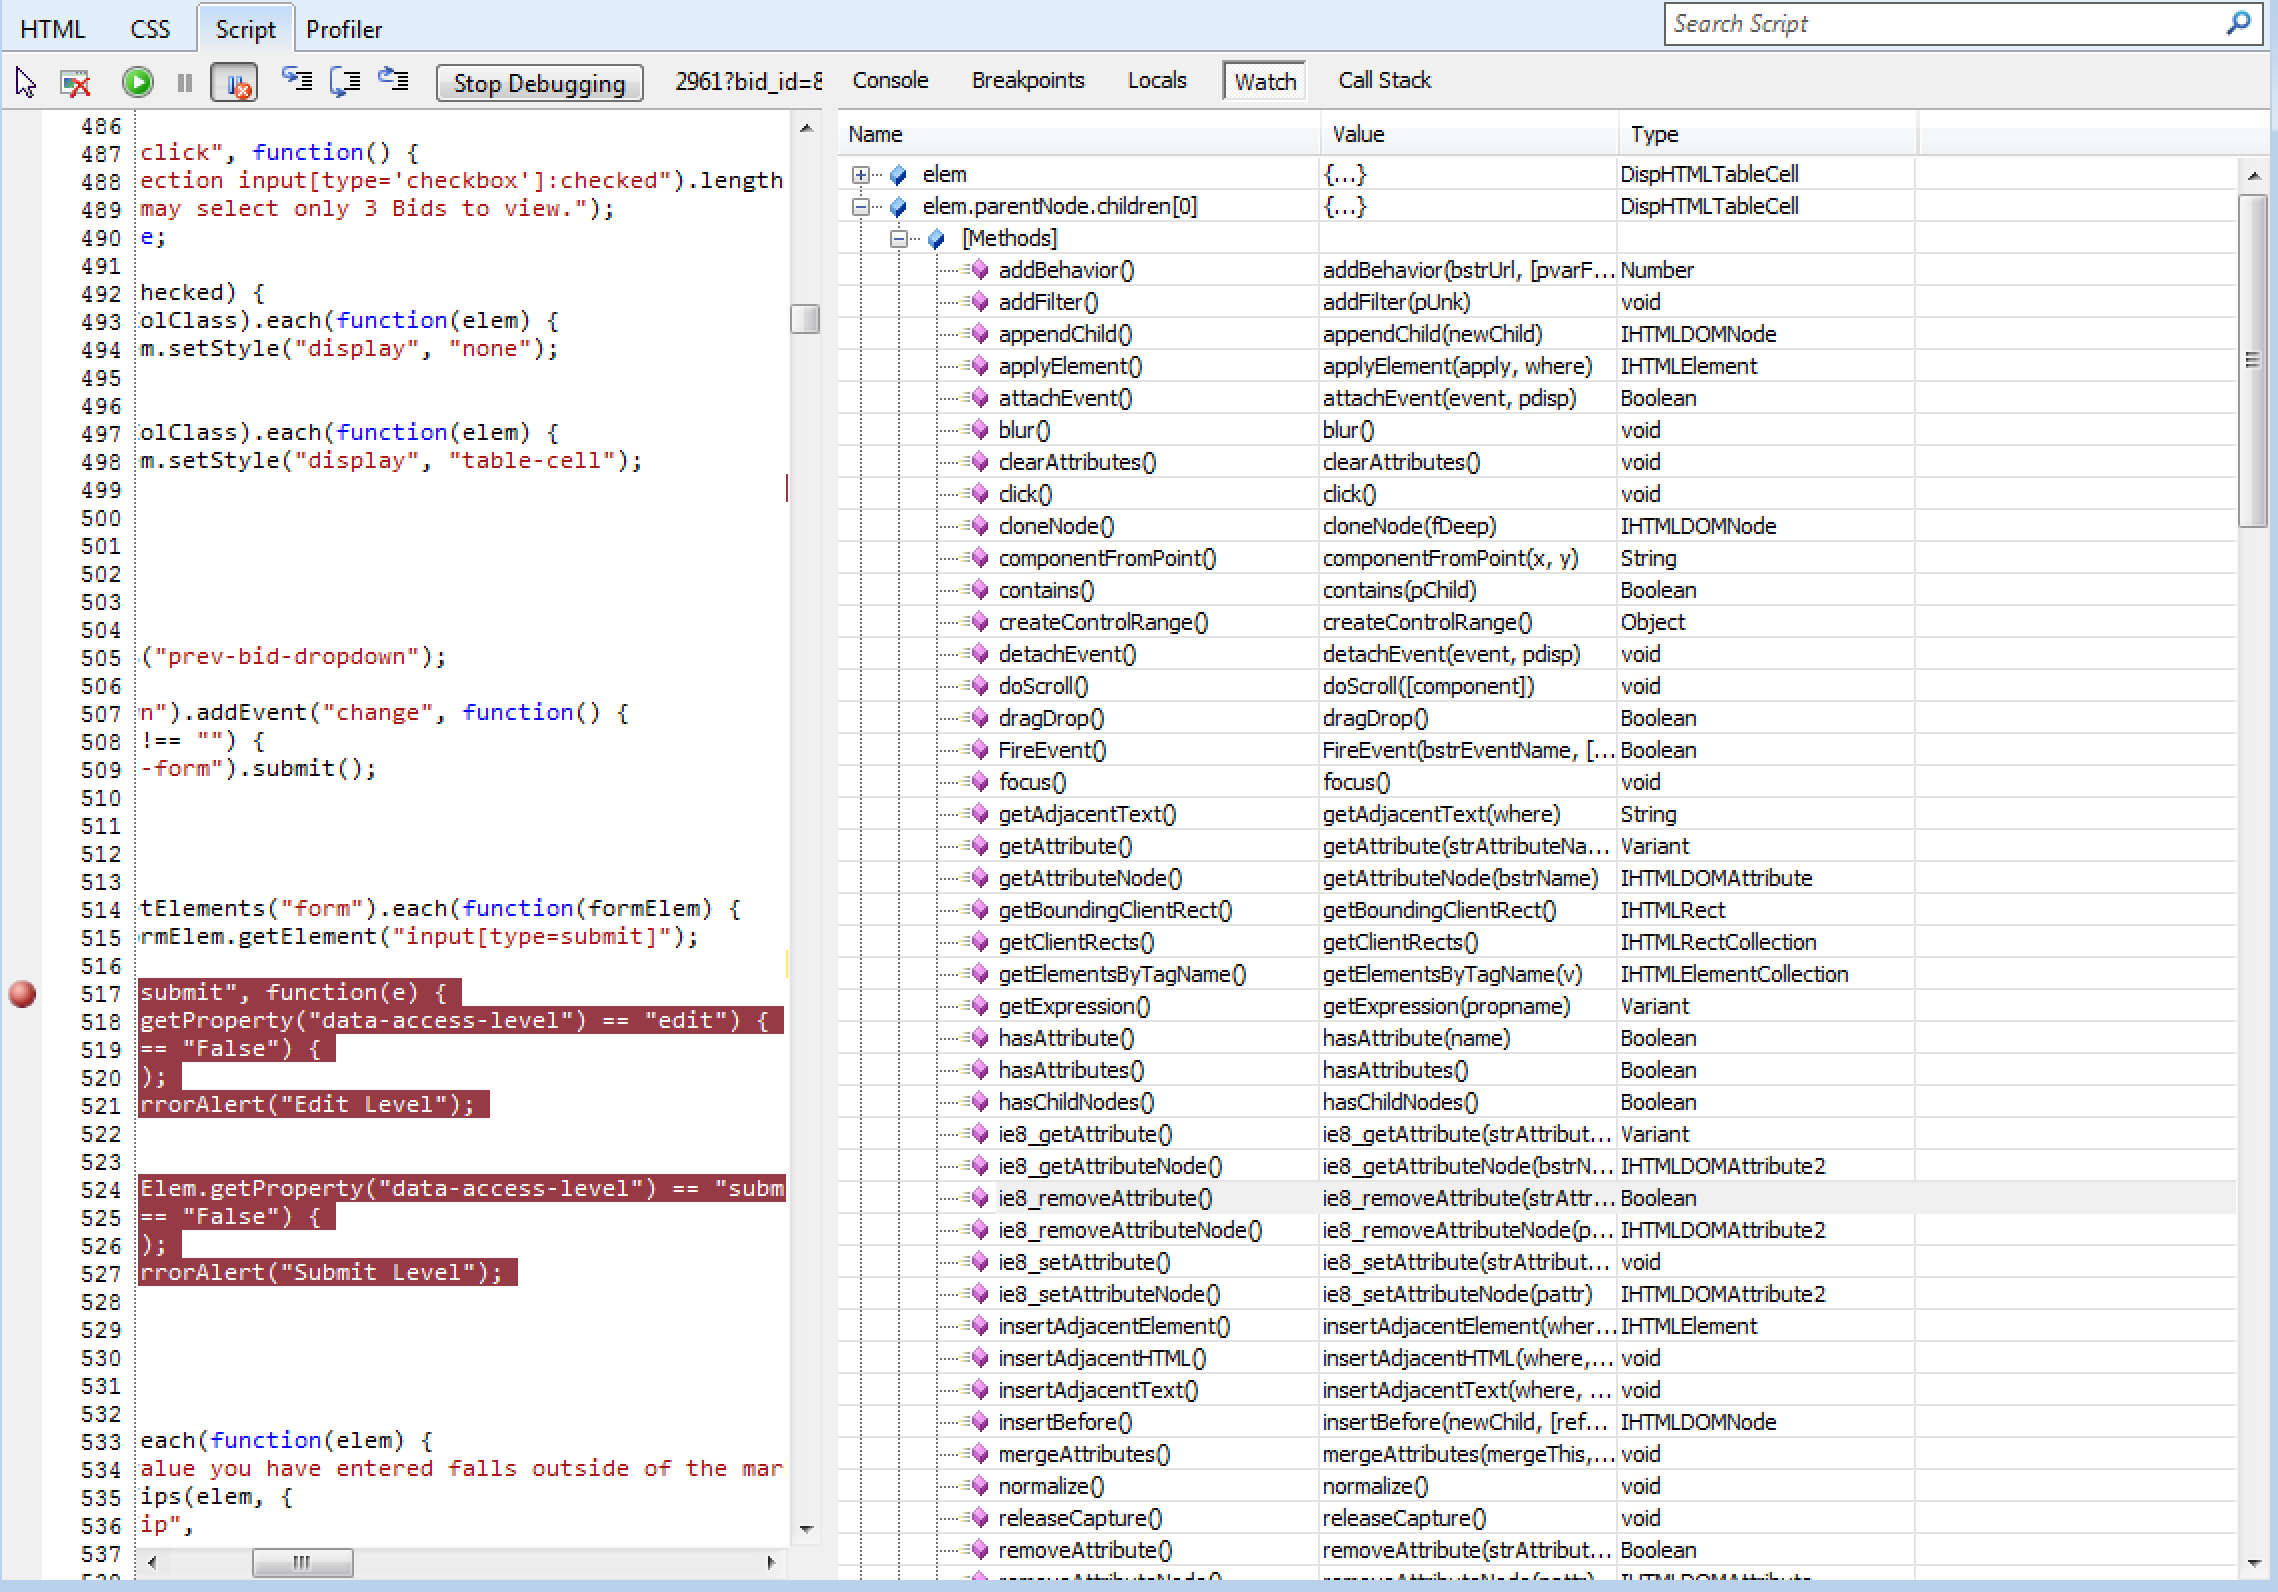 HTML CSS Script Profiler
Search Script
Stop Debugging 2961?bid_id=8
Console Breakpoints Locals Watch Call Stack
486
487 click", function() {
488 ection input[type='checkbox']:checked").length
489 may select only 3 Bids to view.");
490 e;
491
492 hecked) {
493 olClass).each(function(elem) {
494 m.setStyle("display", "none");
495
496
497 olClass).each(function(elem) {
498 m.setStyle("display", "table-cell");
499
500
501
502
503
504
505 ("prev-bid-dropdown");
506
507 n").addEvent("change", function() {
508 !== "") {
509 -form").submit();
510
511
512
513
514 tElements("form").each(function(formElem) {
515 rmElem.getElement("input[type=submit]");
516
517 submit", function(e) {
518 getProperty("data-access-level") == "edit") {
519 == "False") {
520 );
521 rrorAlert("Edit Level");
522
523
524 Elem.getProperty("data-access-level") == "subm
525 == "False") {
526 );
527 rrorAlert("Submit Level");
528
529
530
531
532
533 each(function(elem) {
534 alue you have entered falls outside of the mar
535 ips(elem, {
536 ip",
537
Name Value Type
elem {...} DispHTMLTableCell
elem.parentNode.children[0] {...} DispHTMLTableCell
[Methods]
addBehavior() addBehavior(bstrUrl, [pvarF... Number
addFilter() addFilter(pUnk) void
appendChild() appendChild(newChild) IHTMLDOMNode
applyElement() applyElement(apply, where) IHTMLElement
attachEvent() attachEvent(event, pdisp) Boolean
blur() blur() void
clearAttributes() clearAttributes() void
click() click() void
cloneNode() cloneNode(fDeep) IHTMLDOMNode
componentFromPoint() componentFromPoint(x, y) String
contains() contains(pChild) Boolean
createControlRange() createControlRange() Object
detachEvent() detachEvent(event, pdisp) void
doScroll() doScroll([component]) void
dragDrop() dragDrop() Boolean
FireEvent() FireEvent(bstrEventName, [... Boolean
focus() focus() void
getAdjacentText() getAdjacentText(where) String
getAttribute() getAttribute(strAttributeNa... Variant
getAttributeNode() getAttributeNode(bstrName) IHTMLDOMAttribute
getBoundingClientRect() getBoundingClientRect() IHTMLRect
getClientRects() getClientRects() IHTMLRectCollection
getElementsByTagName() getElementsByTagName(v) IHTMLElementCollection
getExpression() getExpression(propname) Variant
hasAttribute() hasAttribute(name) Boolean
hasAttributes() hasAttributes() Boolean
hasChildNodes() hasChildNodes() Boolean
ie8_getAttribute() ie8_getAttribute(strAttribut... Variant
ie8_getAttributeNode() ie8_getAttributeNode(bstrN... IHTMLDOMAttribute2
ie8_removeAttribute() ie8_removeAttribute(strAttr... Boolean
ie8_removeAttributeNode() ie8_removeAttributeNode(p... IHTMLDOMAttribute2
ie8_setAttribute() ie8_setAttribute(strAttribut... void
ie8_setAttributeNode() ie8_setAttributeNode(pattr) IHTMLDOMAttribute2
insertAdjacentElement() insertAdjacentElement(wher... IHTMLElement
insertAdjacentHTML() insertAdjacentHTML(where,... void
insertAdjacentText() insertAdjacentText(where, ... void
insertBefore() insertBefore(newChild, [ref... IHTMLDOMNode
mergeAttributes() mergeAttributes(mergeThis,... void
normalize() normalize() void
releaseCapture() releaseCapture() void
removeAttribute() removeAttribute(strAttribut... Boolean